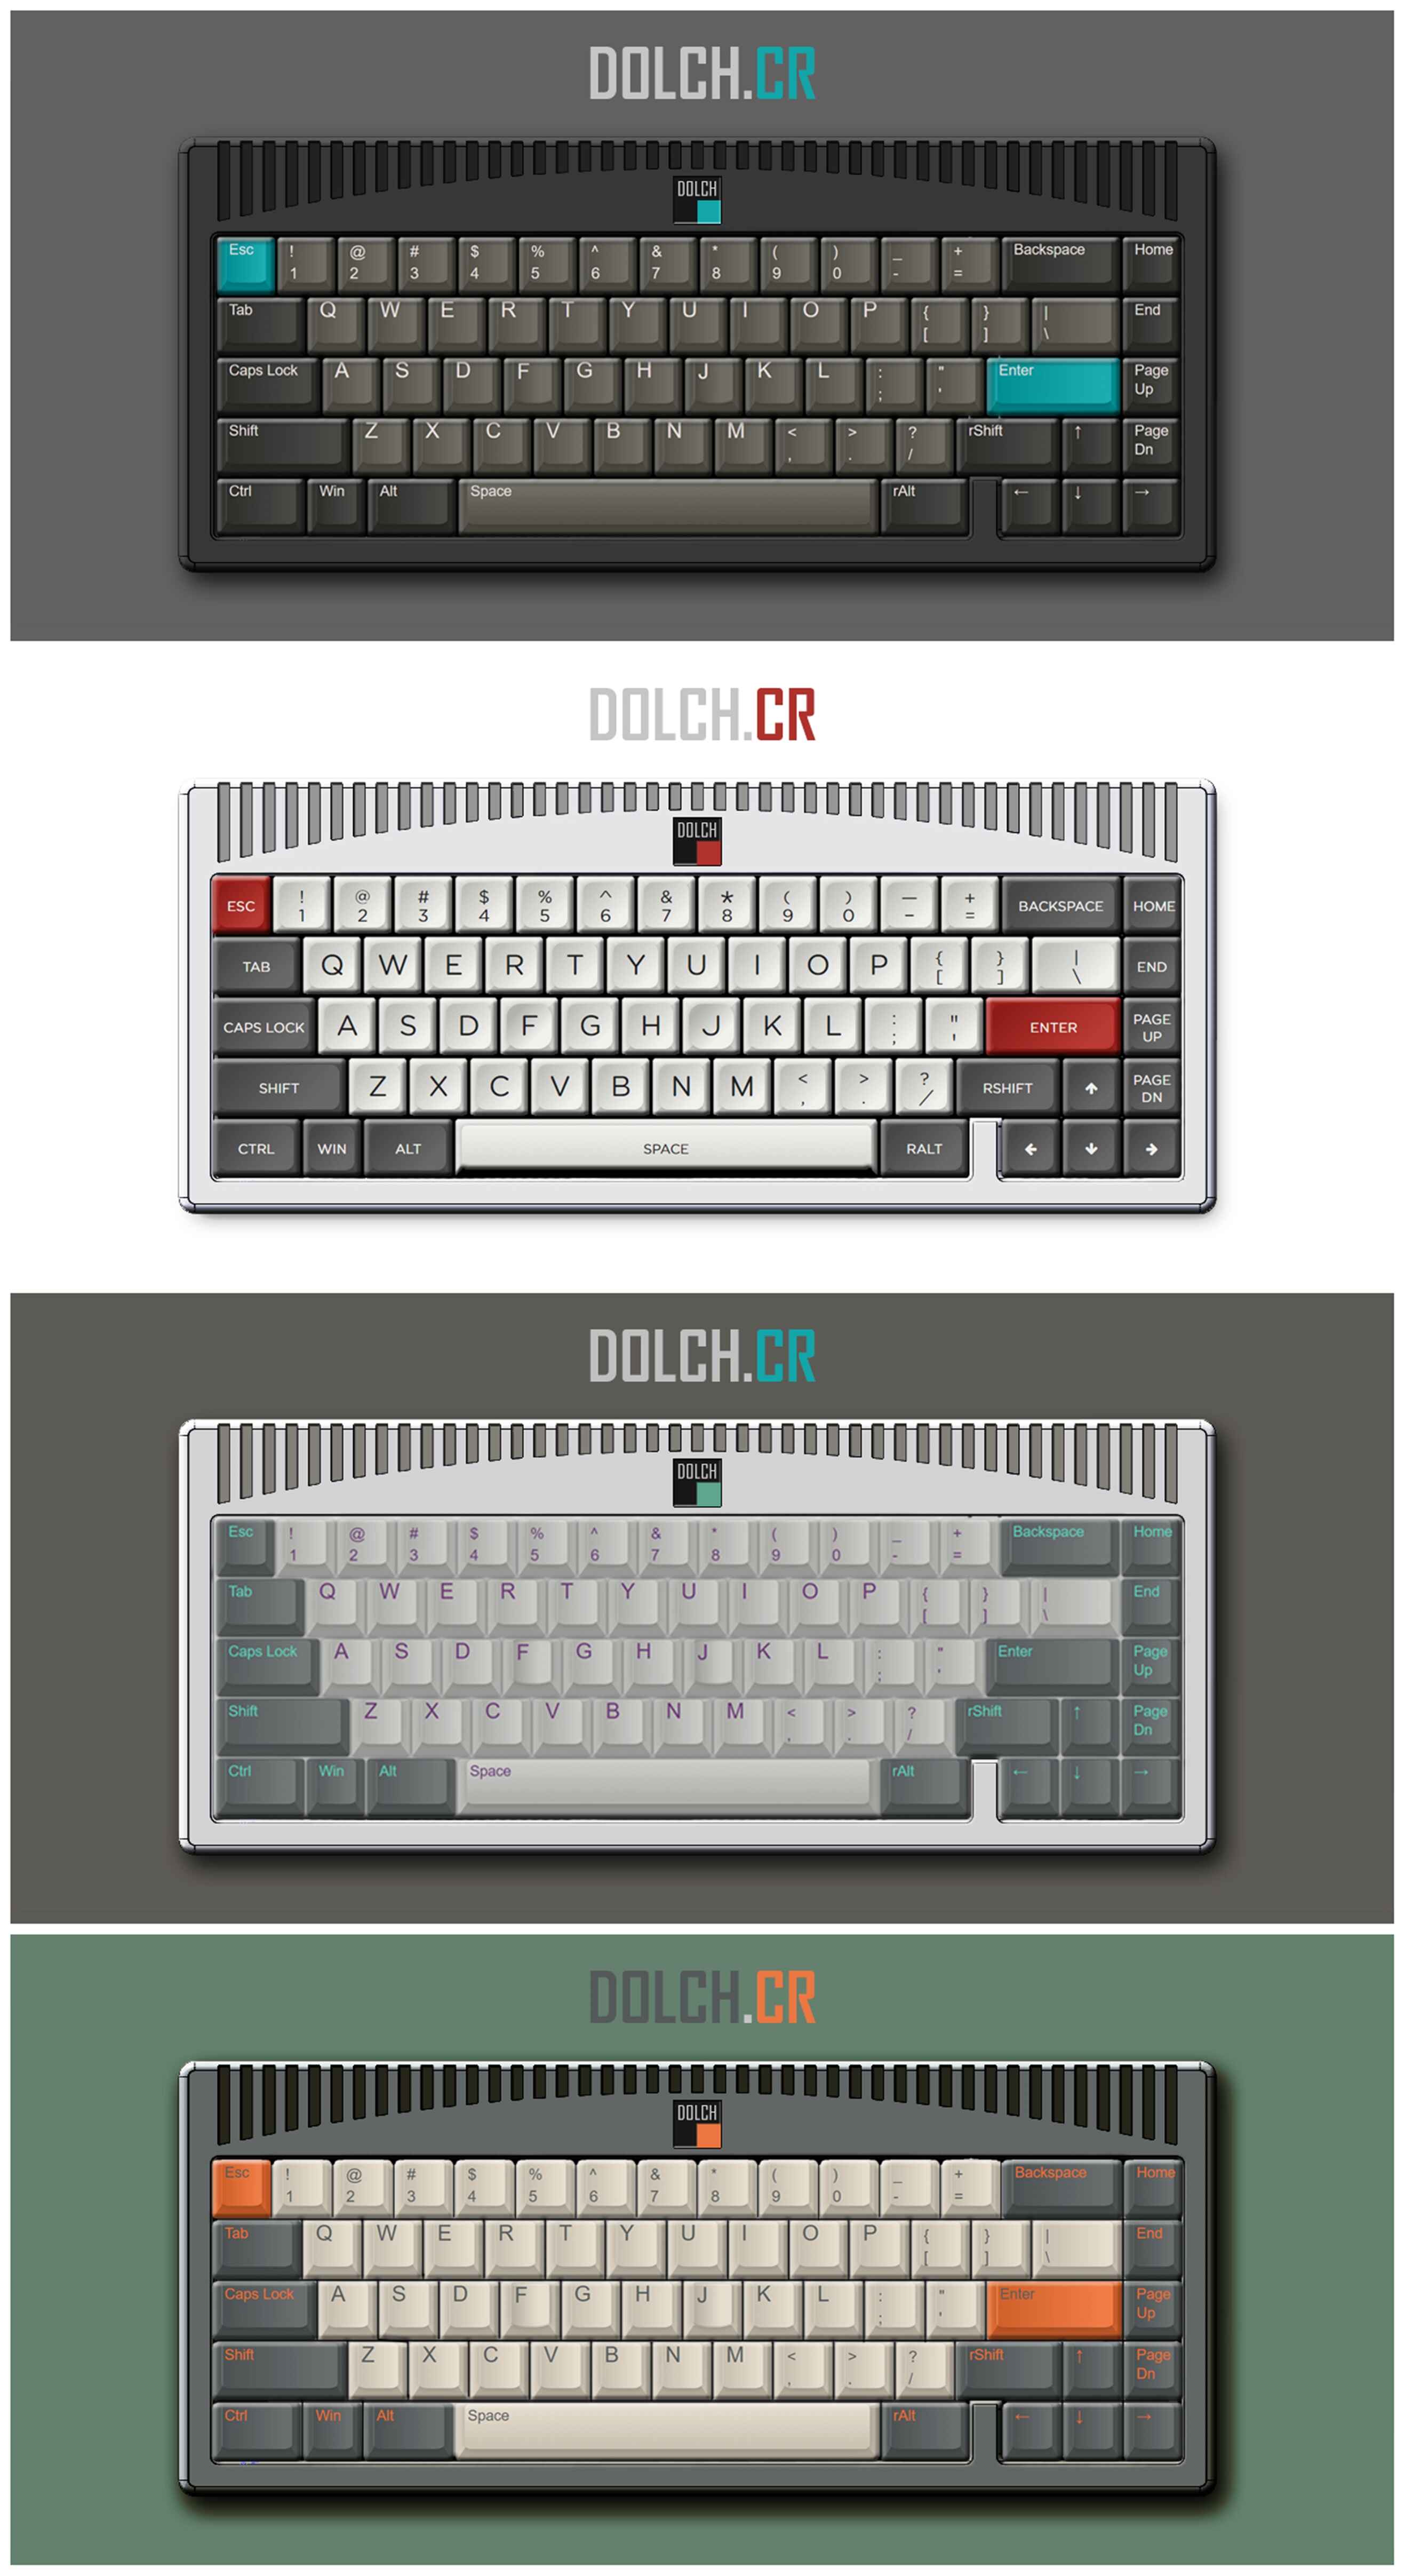 DOLCH.CR
DOLCH
Esc ! 1 @ 2 # 3 $ 4 % 5 ^ 6 & 7 * 8 ( 9 ) 0 _ - + = Backspace Home
Tab Q W E R T Y U I O P { [ } ] | \ End
Caps Lock A S D F G H J K L : ; " ' Enter Page Up
Shift Z X C V B N M < , > . ? / rShift ↑ Page Dn
Ctrl Win Alt Space rAlt ← ↓ →
DOLCH.CR
DOLCH
ESC ! 1 @ 2 # 3 $ 4 % 5 ^ 6 & 7 * 8 ( 9 ) 0 — - + = BACKSPACE HOME
TAB Q W E R T Y U I O P { [ } ] | \ END
CAPS LOCK A S D F G H J K L : ; " ' ENTER PAGE UP
SHIFT Z X C V B N M < , > . ? / RSHIFT ↑ PAGE DN
CTRL WIN ALT SPACE RALT ← ↓ →
DOLCH.CR
DOLCH
Esc ! 1 @ 2 # 3 $ 4 % 5 ^ 6 & 7 * 8 ( 9 ) 0 _ - + = Backspace Home
Tab Q W E R T Y U I O P { [ } ] | \ End
Caps Lock A S D F G H J K L : ; " ' Enter Page Up
Shift Z X C V B N M < , > . ? / rShift ↑ Page Dn
Ctrl Win Alt Space rAlt ← ↓ →
DOLCH.CR
DOLCH
Esc ! 1 @ 2 # 3 $ 4 % 5 ^ 6 & 7 * 8 ( 9 ) 0 _ - + = Backspace Home
Tab Q W E R T Y U I O P { [ } ] | \ End
Caps Lock A S D F G H J K L : ; " ' Enter Page Up
Shift Z X C V B N M < , > . ? / rShift ↑ Page Dn
Ctrl Win Alt Space rAlt ← ↓ →